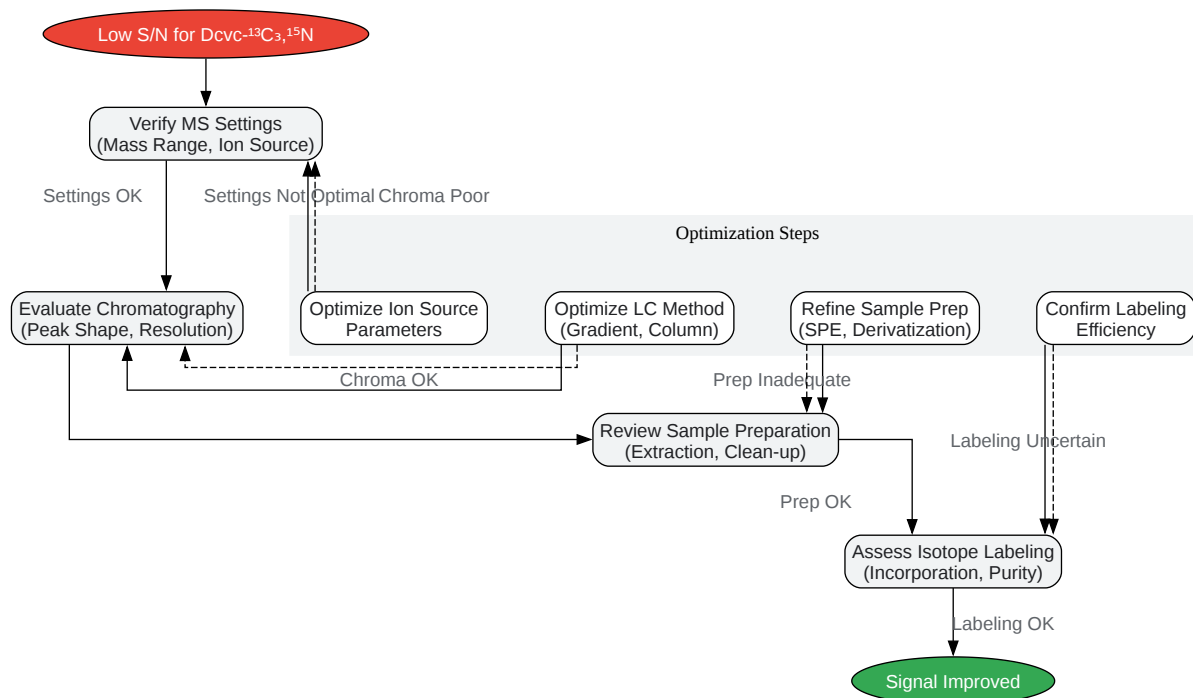 Low S/N for Dcvc-¹³C₃,¹⁵N
Verify MS Settings
(Mass Range, Ion Source)
Settings OK
Settings Not Optimal
Chroma Poor
Optimization Steps
Evaluate Chromatography
(Peak Shape, Resolution)
Optimize Ion Source
Parameters
Optimize LC Method
(Gradient, Column)
Refine Sample Prep
(SPE, Derivatization)
Confirm Labeling
Efficiency
Chroma OK
Prep Inadequate
Review Sample Preparation
(Extraction, Clean-up)
Labeling Uncertain
Prep OK
Assess Isotope Labeling
(Incorporation, Purity)
Labeling OK
Signal Improved